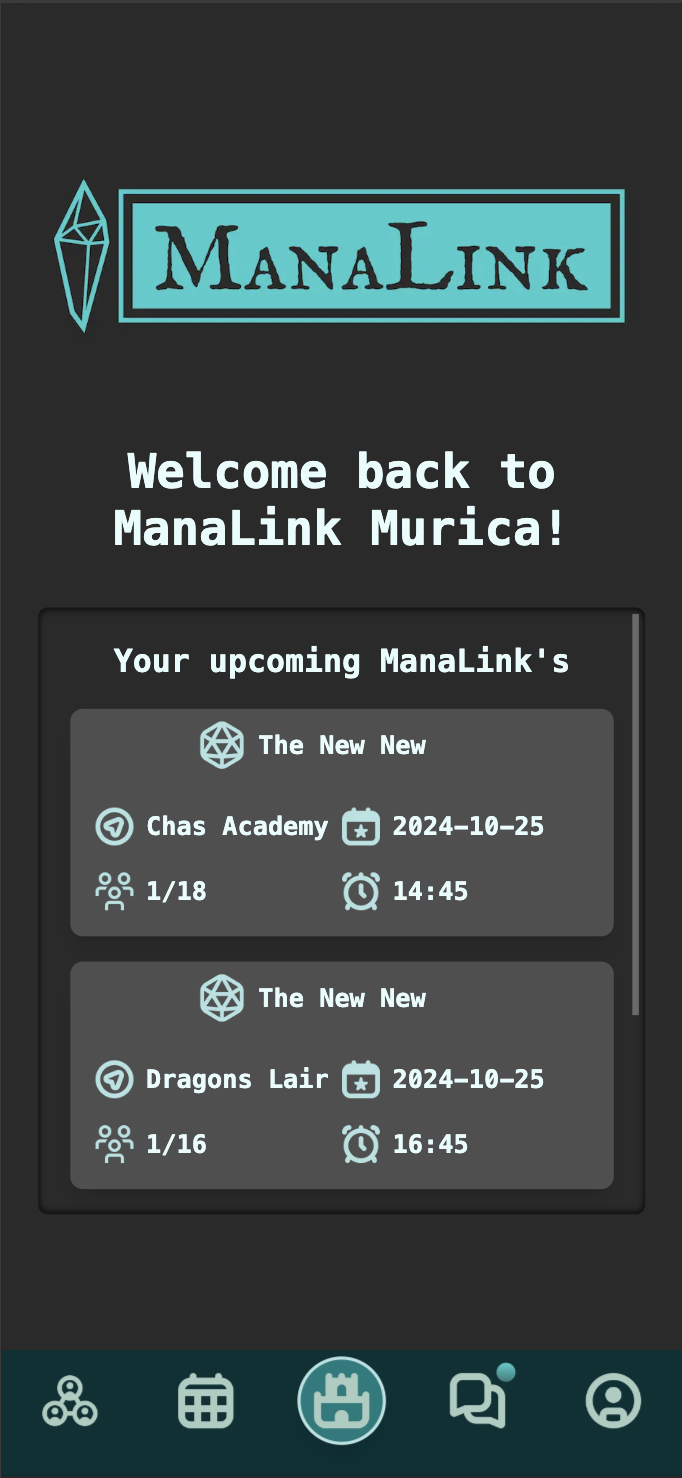 ManaLink
Welcome back to
ManaLink Murica!
Your upcoming ManaLink's
The New New
Chas Academy 2024-10-25
1/18 14:45
The New New
Dragons Lair 2024-10-25
1/16 16:45